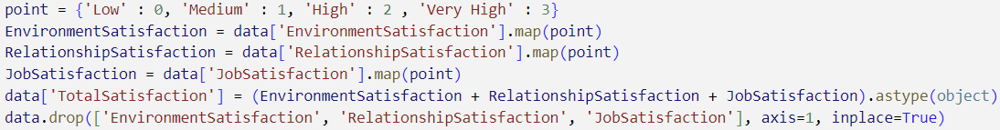 point = {'Low' : 0, 'Medium' : 1, 'High' : 2 , 'Very High' : 3}
EnvironmentSatisfaction = data['EnvironmentSatisfaction'].map(point)
RelationshipSatisfaction = data['RelationshipSatisfaction'].map(point)
JobSatisfaction = data['JobSatisfaction'].map(point)
data['TotalSatisfaction'] = (EnvironmentSatisfaction + RelationshipSatisfaction + JobSatisfaction).astype(object)
data.drop(['EnvironmentSatisfaction', 'RelationshipSatisfaction', 'JobSatisfaction'], axis=1, inplace=True)